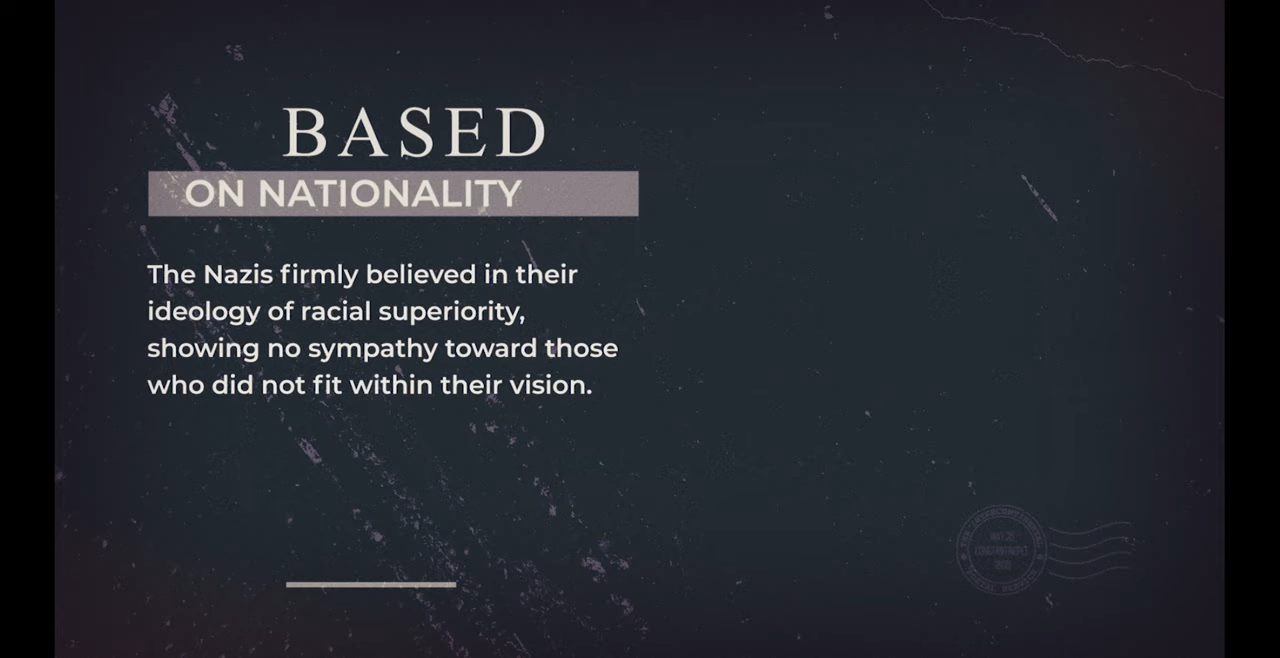 BASED
ON NATIONALITY
The Nazis firmly believed in their
ideology of racial superiority,
showing no sympathy toward those
who did not fit within their vision.